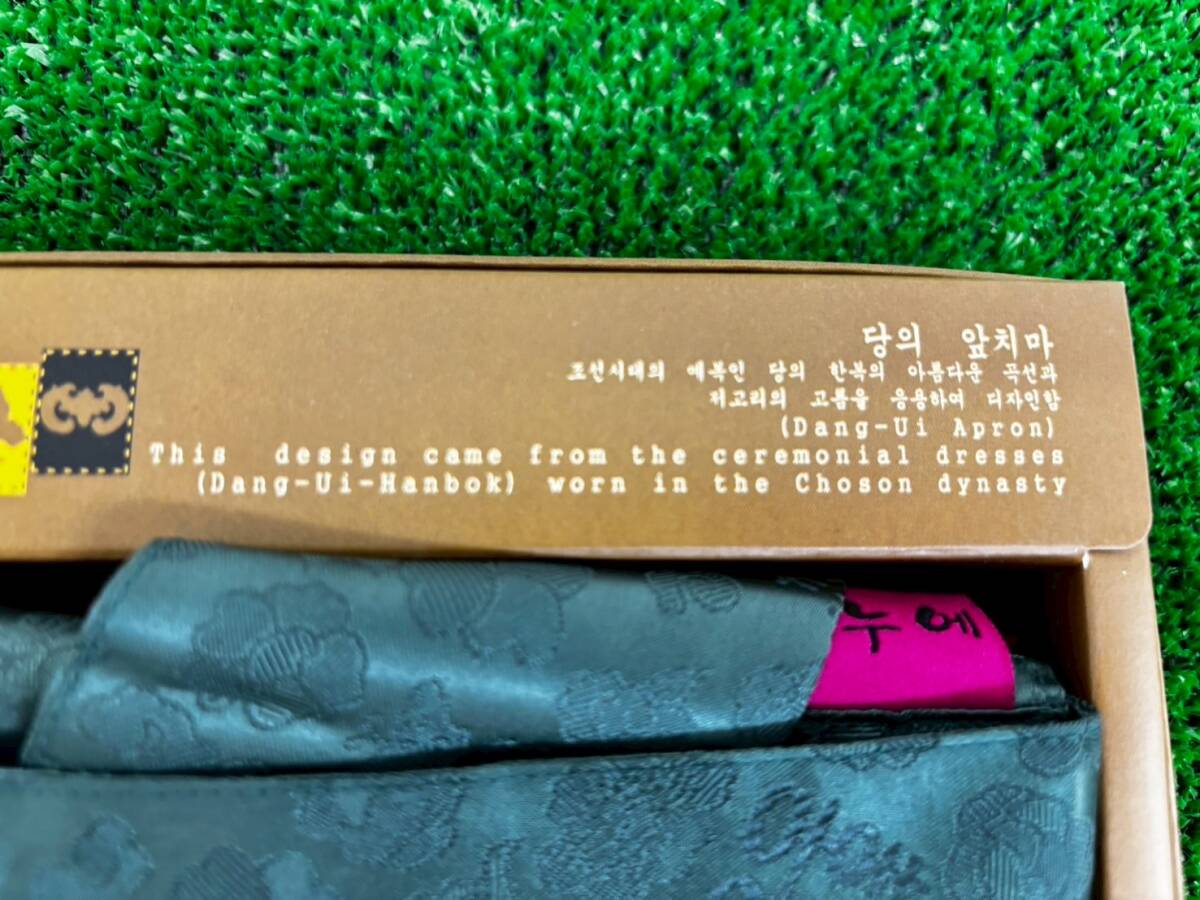 당의 앞치마
조선시대의 예복인 당의 한복의 아름다운 곡선과
저고리의 고름을 응용하여 디자인함
(Dang-Ui Apron)
This design came from the ceremonial dresses
(Dang-Ui-Hanbok) worn in the Choson dynasty